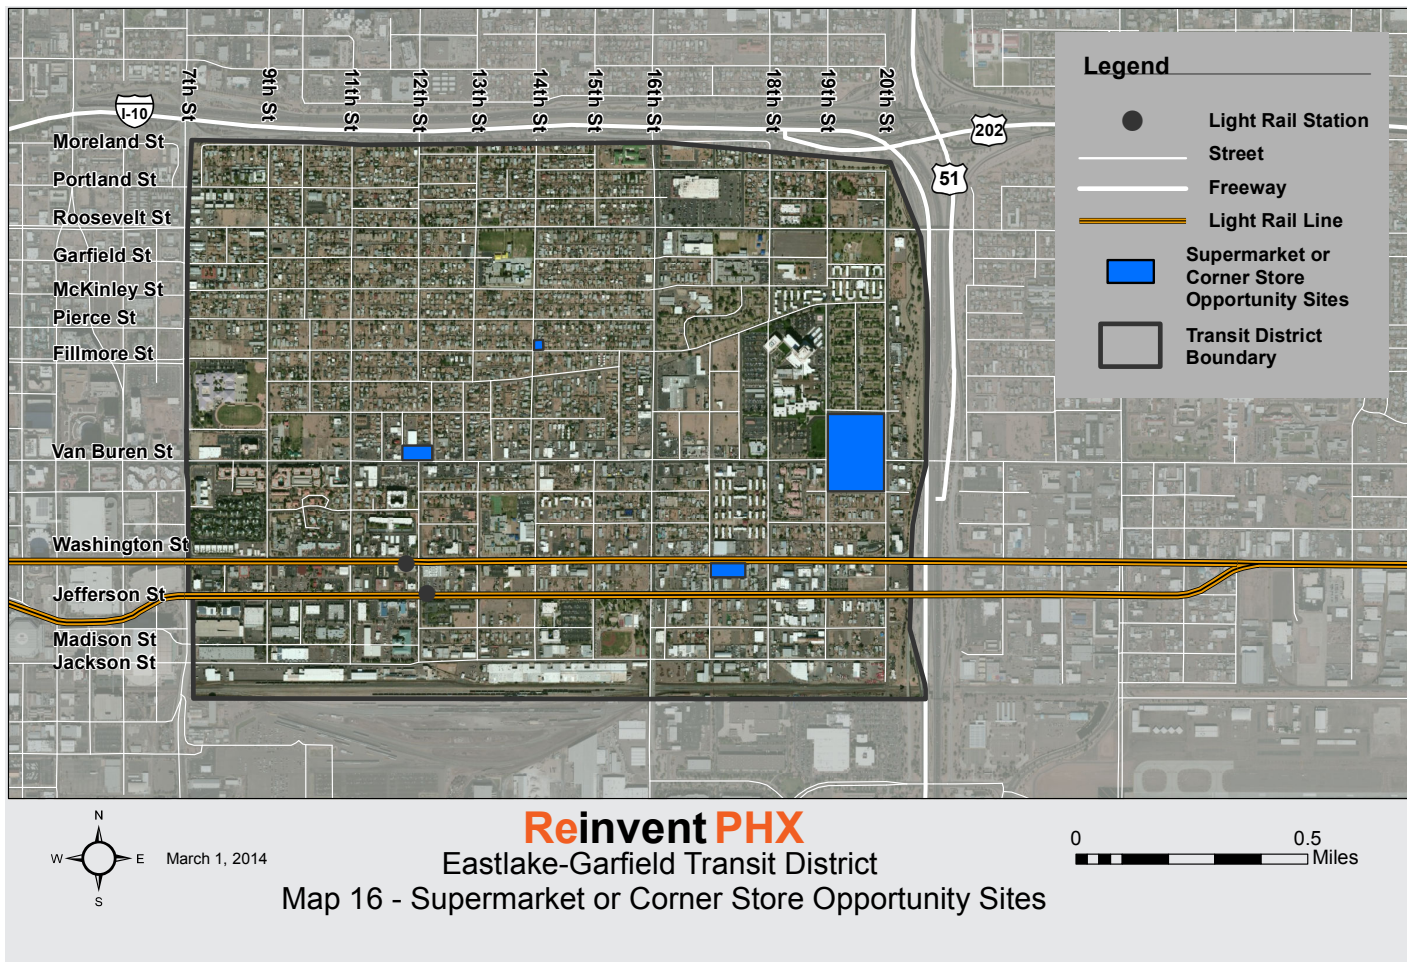 7th St
9th St
11th St
12th St
13th St
14th St
15th St
16th St
18th St
19th St
20th St
I-10
202
51
Moreland St
Portland St
Roosevelt St
Garfield St
McKinley St
Pierce St
Fillmore St
Van Buren St
Washington St
Jefferson St
Madison St
Jackson St
Legend
Light Rail Station
Street
Freeway
Light Rail Line
Supermarket or
Corner Store
Opportunity Sites
Transit District
Boundary
N
W
E
S
March 1, 2014
Reinvent PHX
Eastlake-Garfield Transit District
Map 16 - Supermarket or Corner Store Opportunity Sites
0 0.5
Miles